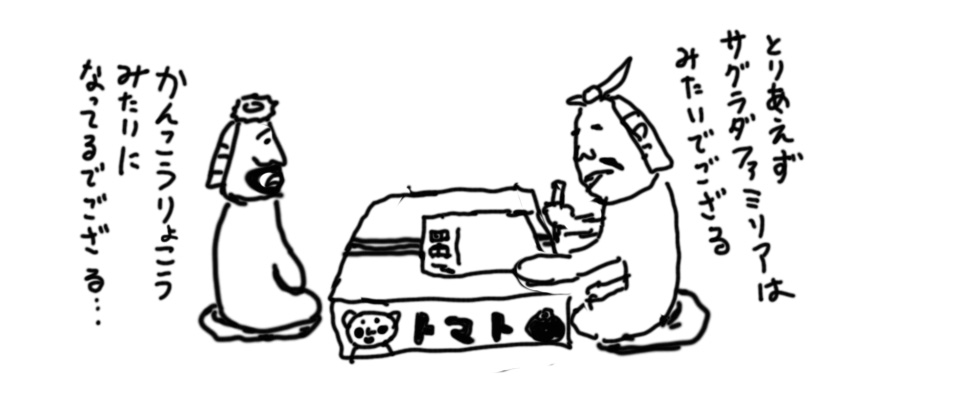 とりあえず
サグラダファミリアは
みたいでござる
かんこうりょこう
みたいに
なってるでござる…
トマト